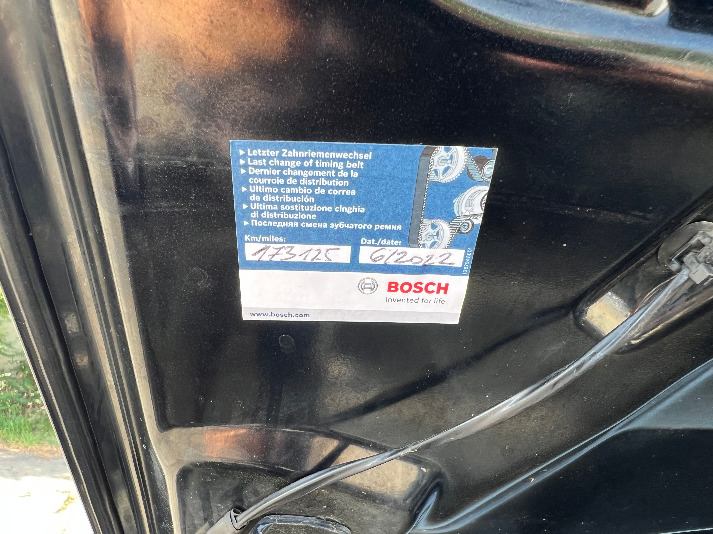 ▸ Letzter Zahnriemenwechsel
▸ Last change of timing belt
▸ Dernier changement de la
courroie de distribution
▸ Ultimo cambio de correa
de distribución
▸ Ultima sostituzione cinghia
di distribuzione
▸ Последняя смена зубчатого ремня
Km/miles: Dat./date:
173125 6/2022
BOSCH
Invented for life
www.bosch.com